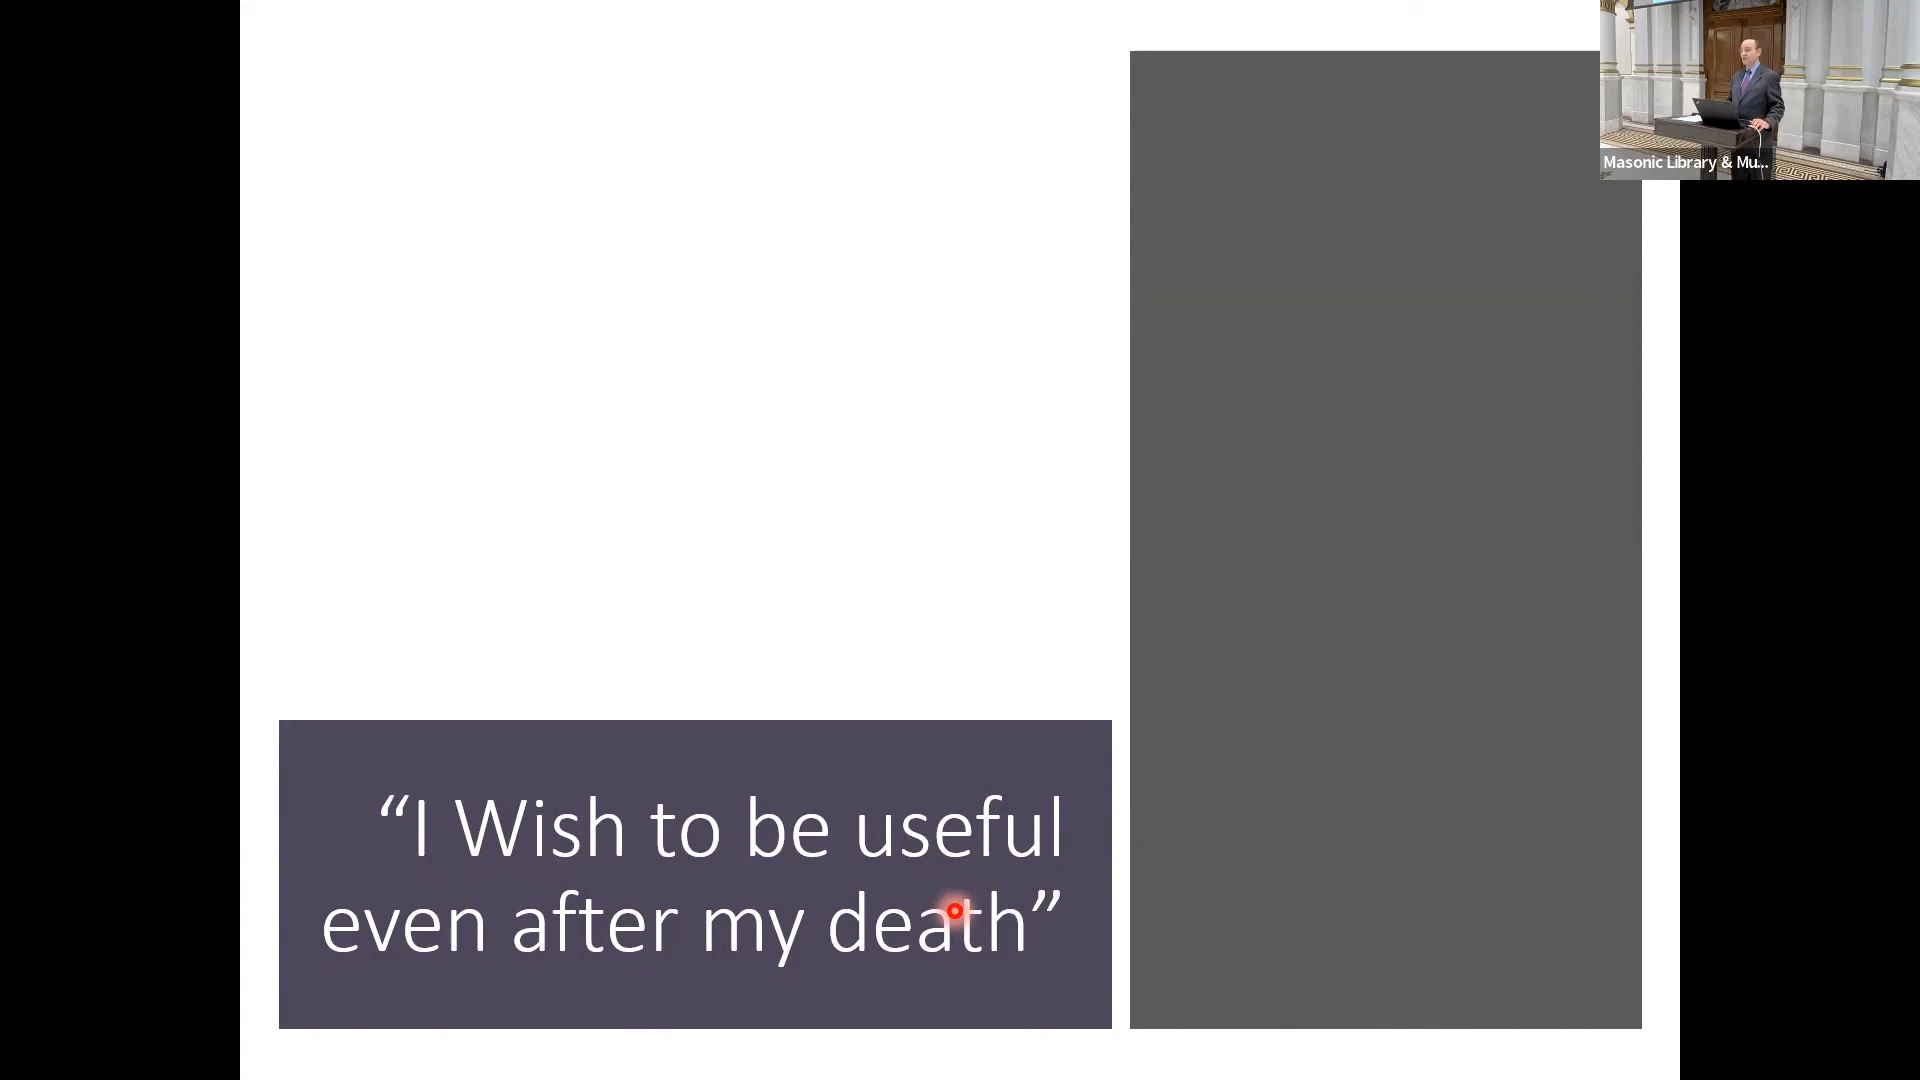 Masonic Library & Mu...
“I Wish to be useful
even after my death”